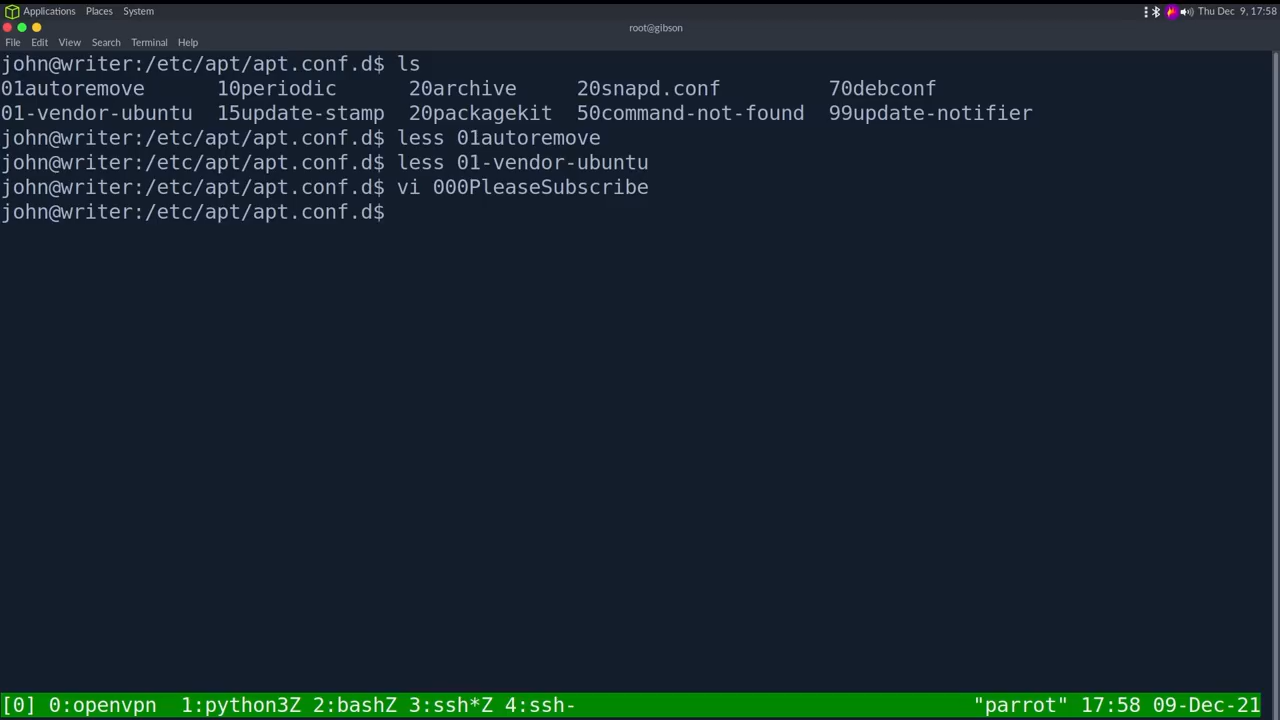 Applications Places System Thu Dec 9, 17:58
root@gibson
File Edit View Search Terminal Help
john@writer:/etc/apt/apt.conf.d$ ls
01autoremove 10periodic 20archive 20snapd.conf 70debconf
01-vendor-ubuntu 15update-stamp 20packagekit 50command-not-found 99update-notifier
john@writer:/etc/apt/apt.conf.d$ less 01autoremove
john@writer:/etc/apt/apt.conf.d$ less 01-vendor-ubuntu
john@writer:/etc/apt/apt.conf.d$ vi 000PleaseSubscribe
john@writer:/etc/apt/apt.conf.d$
[0] 0:openvpn 1:python3Z 2:bashZ 3:ssh*Z 4:ssh- "parrot" 17:58 09-Dec-21